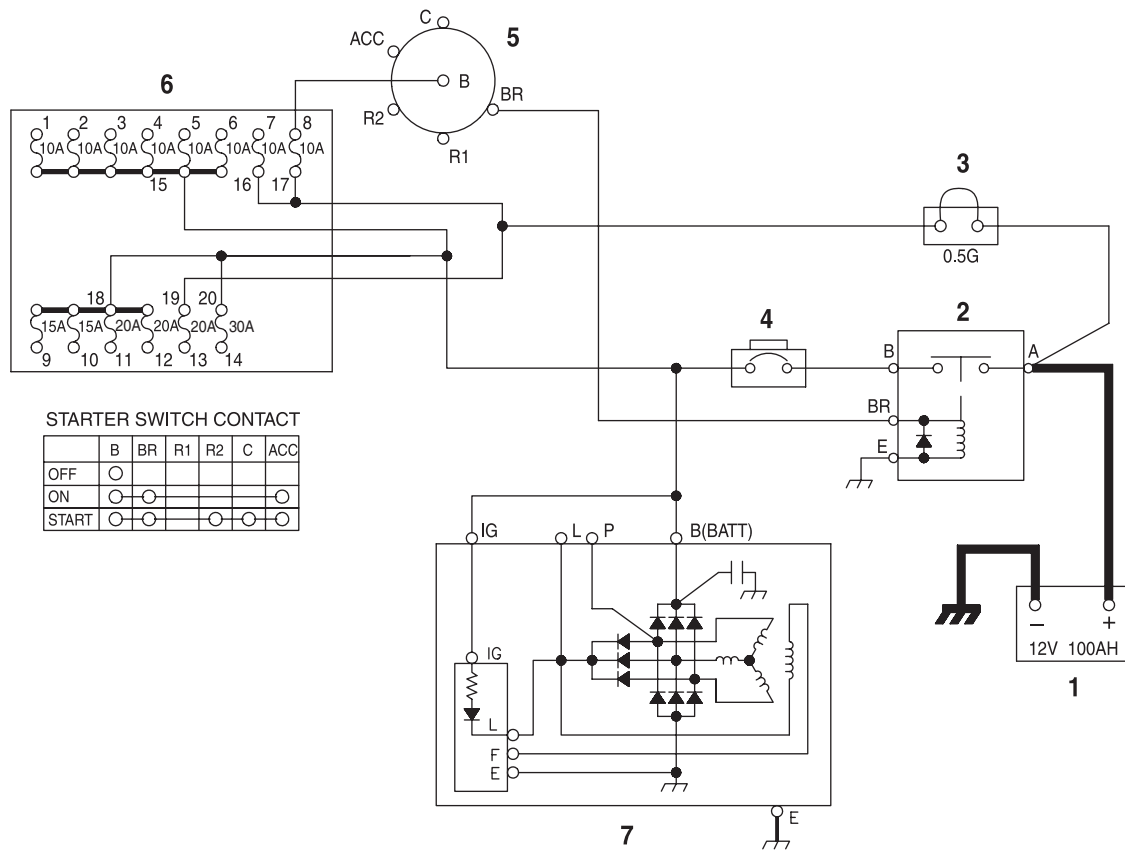 C
5
ACC
B
6
BR
R2
R1
1 2 3 4 5 6 7 8
10A 10A 10A 10A 10A 10A 10A 10A
15 16 17
3
0.5G
18 19 20
15A 15A 20A 20A 20A 30A
9 10 11 12 13 14
4
2
B
A
BR
E
STARTER SWITCH CONTACT
B BR R1 R2 C ACC
OFF
ON
START
IG L P B(BATT)
IG
L
F
E
E
7
– +
12V 100AH
1